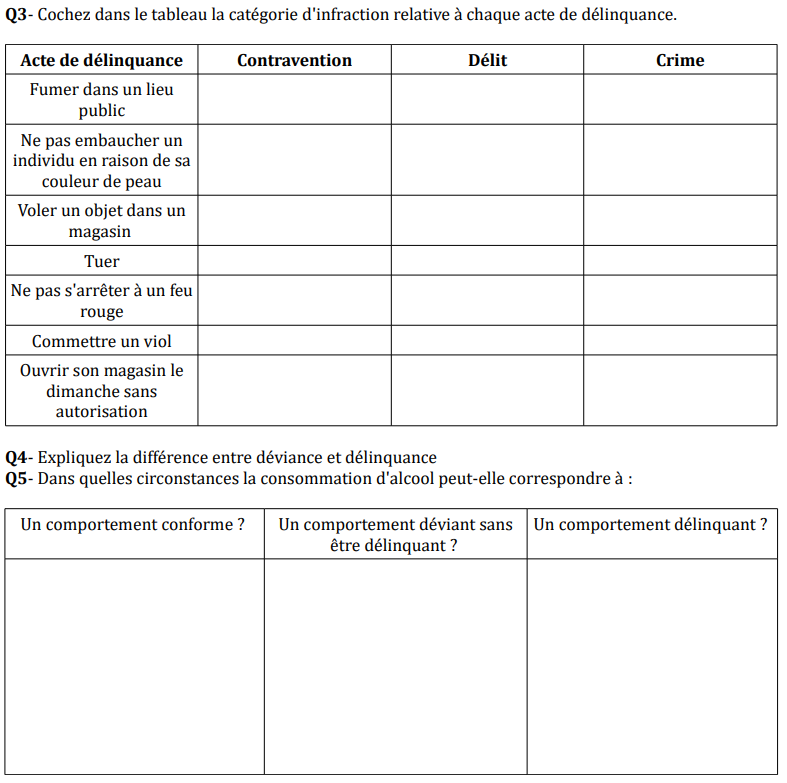 Q3- Cochez dans le tableau la catégorie d'infraction relative à chaque acte de délinquance.
Acte de délinquance Contravention Délit Crime
Fumer dans un lieu
public
Ne pas embaucher un
individu en raison de sa
couleur de peau
Voler un objet dans un
magasin
Tuer
Ne pas s'arrêter à un feu
rouge
Commettre un viol
Ouvrir son magasin le
dimanche sans
autorisation
Q4- Expliquez la différence entre déviance et délinquance
Q5- Dans quelles circonstances la consommation d'alcool peut-elle correspondre à :
Un comportement conforme ? Un comportement déviant sans Un comportement délinquant ?
être délinquant ?